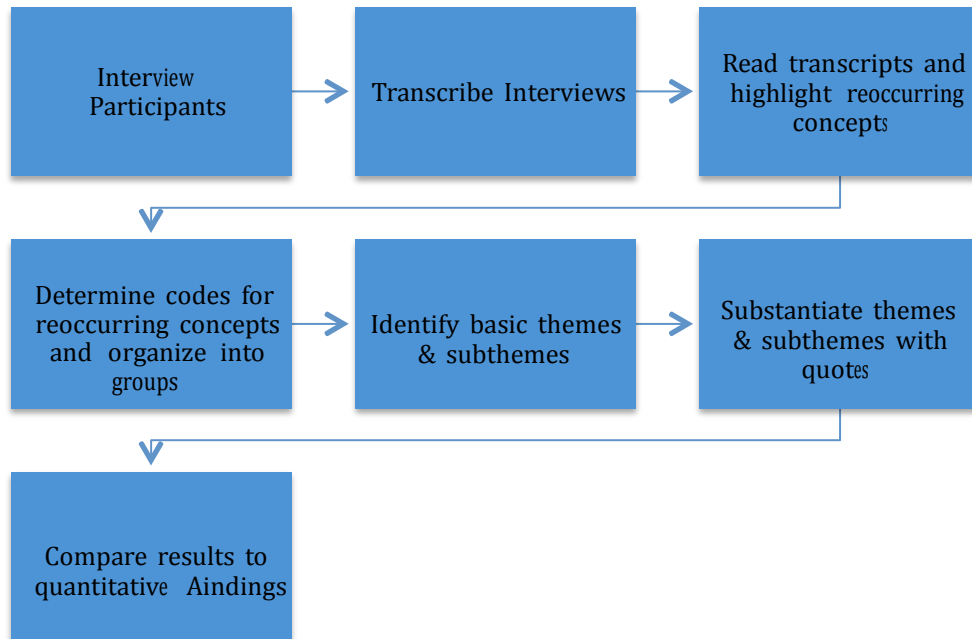 Interview
Participants
Transcribe Interviews
Read transcripts and
highlight reoccurring
concepts
Determine codes for
reoccurring concepts
and organize into
groups
Identify basic themes
& subthemes
Substantiate themes
& subthemes with
quotes
Compare results to
quantitative Aindings